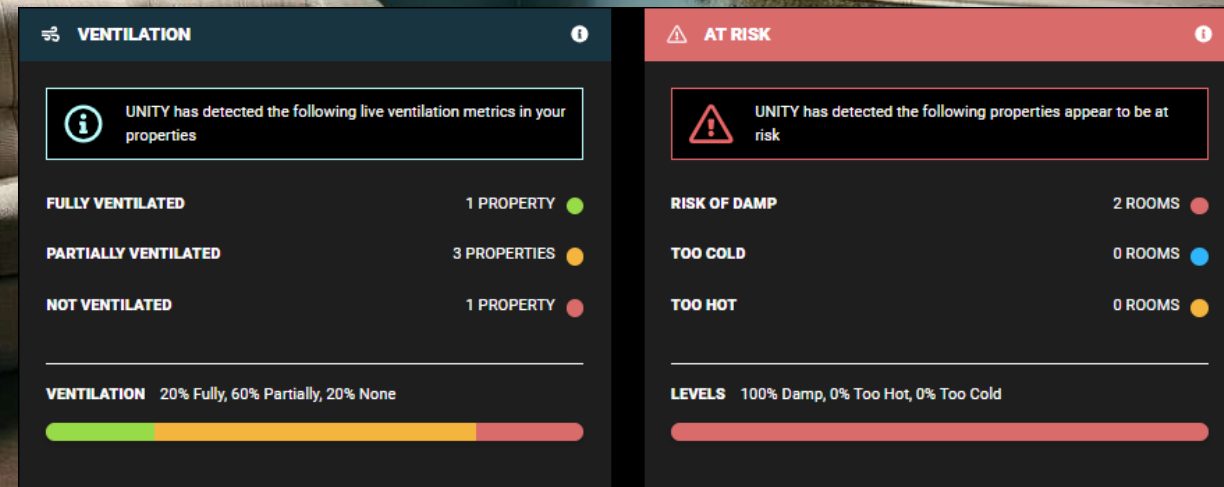 VENTILATION
UNITY has detected the following live ventilation metrics in your
properties
FULLY VENTILATED 1 PROPERTY
PARTIALLY VENTILATED 3 PROPERTIES
NOT VENTILATED 1 PROPERTY
VENTILATION 20% Fully, 60% Partially, 20% None
AT RISK
UNITY has detected the following properties appear to be at
risk
RISK OF DAMP 2 ROOMS
TOO COLD 0 ROOMS
TOO HOT 0 ROOMS
LEVELS 100% Damp, 0% Too Hot, 0% Too Cold